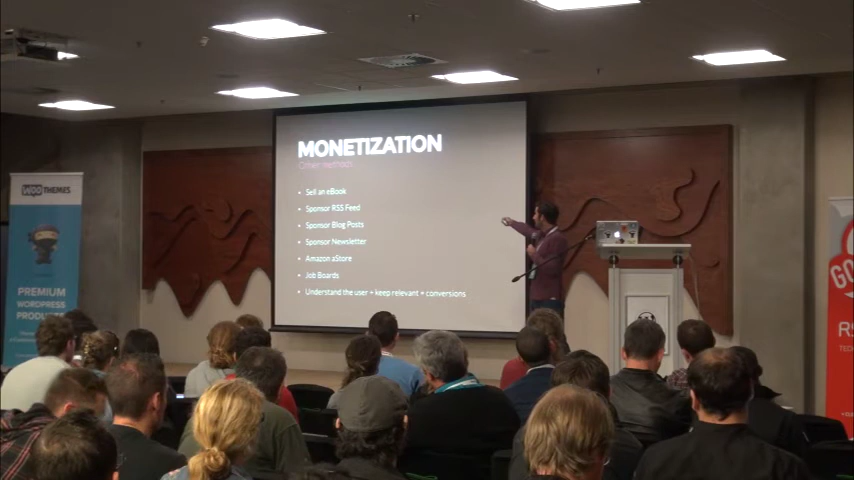 WOOTHEMES
PREMIUM
WORDPRESS
MONETIZATION
Other methods
• Sell an eBook
• Sponsor RSS Feed
• Sponsor Blog Posts
• Sponsor Newsletter
• Amazon aStore
• Job Boards
• Understand the user + keep relevant + conversions
GO